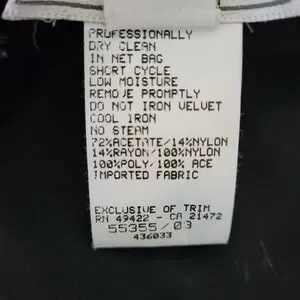 PROFESSIONALLY
DRY CLEAN
IN NET BAG
SHORT CYCLE
LOW MOISTURE
REMOVE PROMPTLY
DO NOT IRON VELVET
COOL IRON
NO STEAM
72%ACETATE/14%NYLON
14%RAYON/100%NYLON
100%POLY/100% ACE
IMPORTED FABRIC
EXCLUSIVE OF TRIM
RN 49422 - CA 21472
55355/03
436033